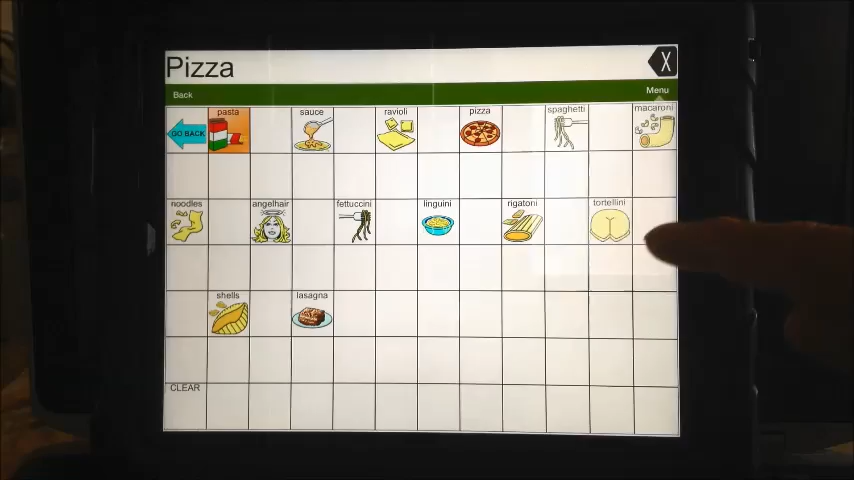 Pizza
X
Back
Menu
GO BACK
pasta
sauce
ravioli
pizza
spaghetti
macaroni
noodles
angelhair
fettuccini
linguini
rigatoni
tortellini
shells
lasagna
CLEAR